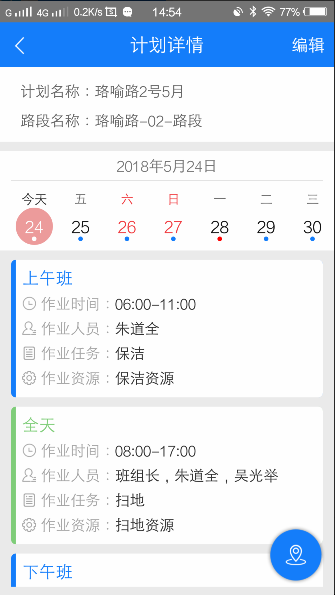 G 4G 0.2K/s 14:54 77%
计划详情 编辑
计划名称：珞喻路2号5月
路段名称：珞喻路-02-路段
2018年5月24日
今天 五 六 日 一 二 三
24 25 26 27 28 29 30
上午班
作业时间：06:00-11:00
作业人员：朱道全
作业任务：保洁
作业资源：保洁资源
全天
作业时间：08:00-17:00
作业人员：班组长，朱道全，吴光举
作业任务：扫地
作业资源：扫地资源
下午班